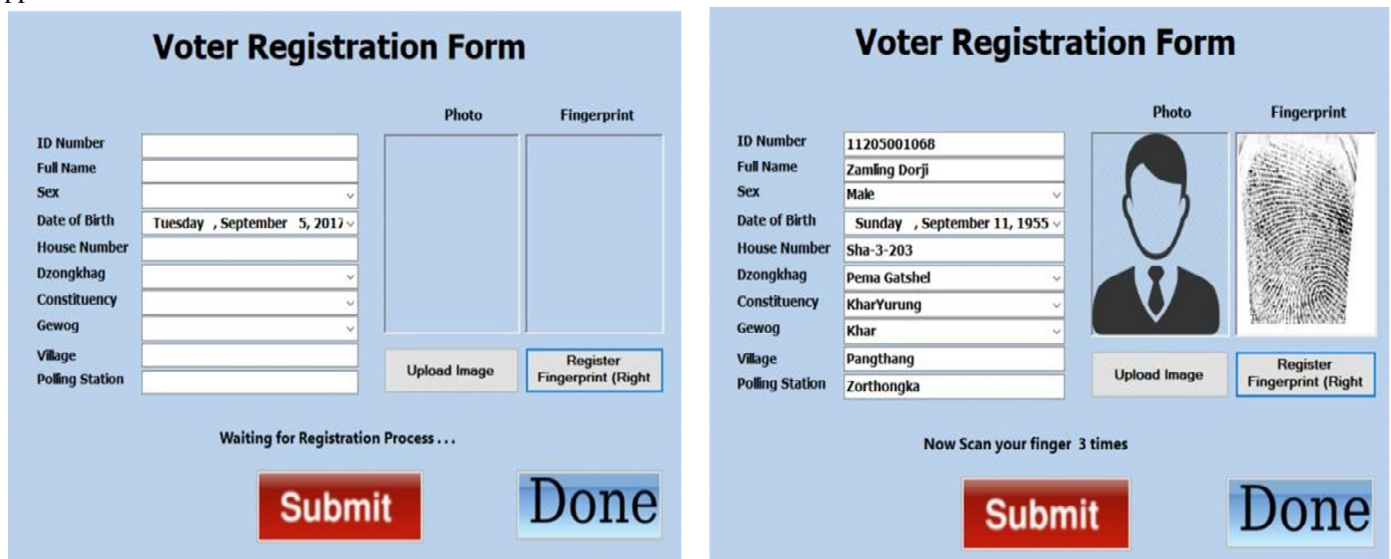 Voter Registration Form
Photo Fingerprint
ID Number
Full Name
Sex
Date of Birth Tuesday , September 5, 2017
House Number
Dzongkhag
Constituency
Gewog
Village
Polling Station
Upload Image
Register
Fingerprint (Right
Waiting for Registration Process . . .
Submit
Done
Voter Registration Form
Photo Fingerprint
ID Number 11205001068
Full Name Zamling Dorji
Sex Male
Date of Birth Sunday , September 11, 1955
House Number Sha-3-203
Dzongkhag Pema Gatshel
Constituency KharYurung
Gewog Khar
Village Pangthang
Polling Station Zorthongka
Upload Image
Register
Fingerprint (Right
Now Scan your finger 3 times
Submit
Done